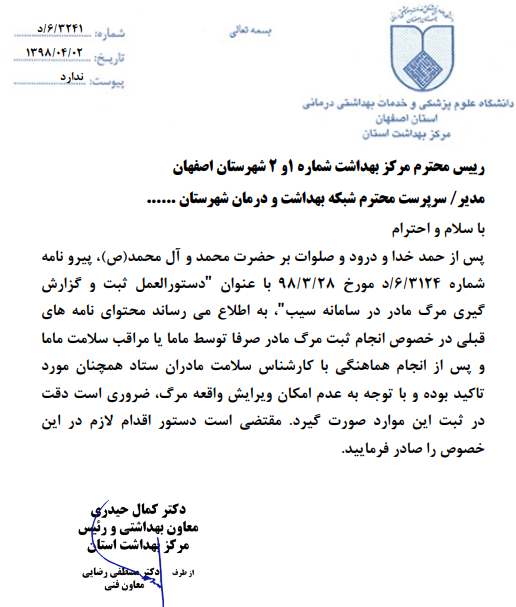 بسمه تعالی
شماره: ۶/۳۲۴۱/د
تاریخ: ۱۳۹۸/۰۴/۰۲
پیوست: ندارد
دانشگاه علوم پزشکی و خدمات بهداشتی درمانی
استان اصفهان
مرکز بهداشت استان
رییس محترم مرکز بهداشت شماره ۱و ۲ شهرستان اصفهان
مدیر/ سرپرست محترم شبکه بهداشت و درمان شهرستان ......
با سلام و احترام
پس از حمد خدا و درود و صلوات بر حضرت محمد و آل محمد(ص)، پیرو نامه
شماره ۶/۳۱۲۴/د مورخ ۹۸/۳/۲۸ با عنوان "دستورالعمل ثبت و گزارش
گیری مرگ مادر در سامانه سیب"، به اطلاع می رساند محتوای نامه های
قبلی در خصوص انجام ثبت مرگ مادر صرفا توسط ماما یا مراقب سلامت ماما
و پس از انجام هماهنگی با کارشناس سلامت مادران ستاد همچنان مورد
تاکید بوده و با توجه به عدم امکان ویرایش واقعه مرگ، ضروری است دقت
در ثبت این موارد صورت گیرد. مقتضی است دستور اقدام لازم در این
خصوص را صادر فرمایید.
دکتر کمال حیدری
معاون بهداشتی و رئیس
مرکز بهداشت استان
از طرف دکتر مصطفی رضایی
معاون فنی